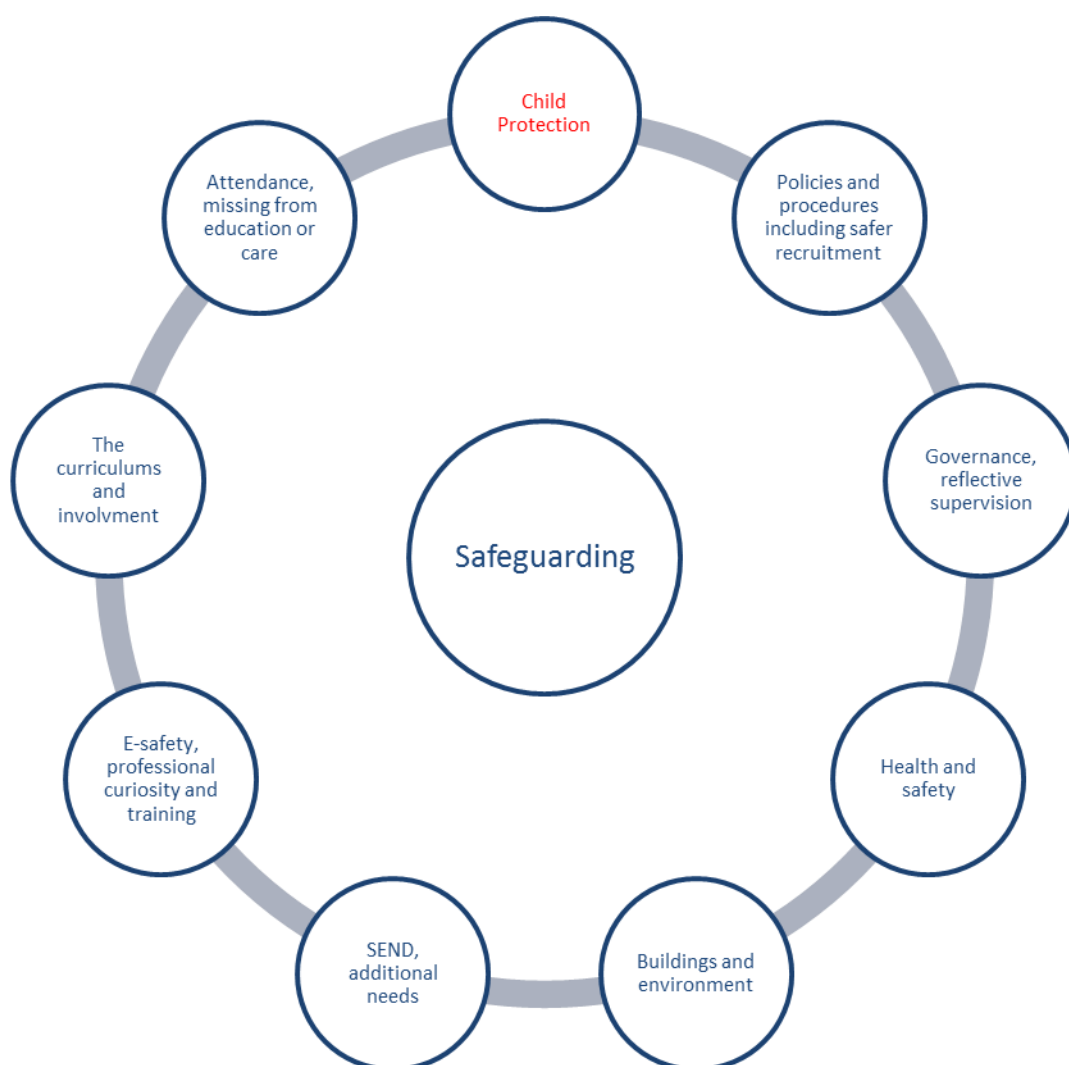 Child
Protection
Policies and
procedures
including safer
recruitment
Governance,
reflective
supervision
Health and
safety
Buildings and
environment
SEND,
additional
needs
E-safety,
professional
curiosity and
training
The
curriculums
and
involvment
Attendance,
missing from
education or
care
Safeguarding